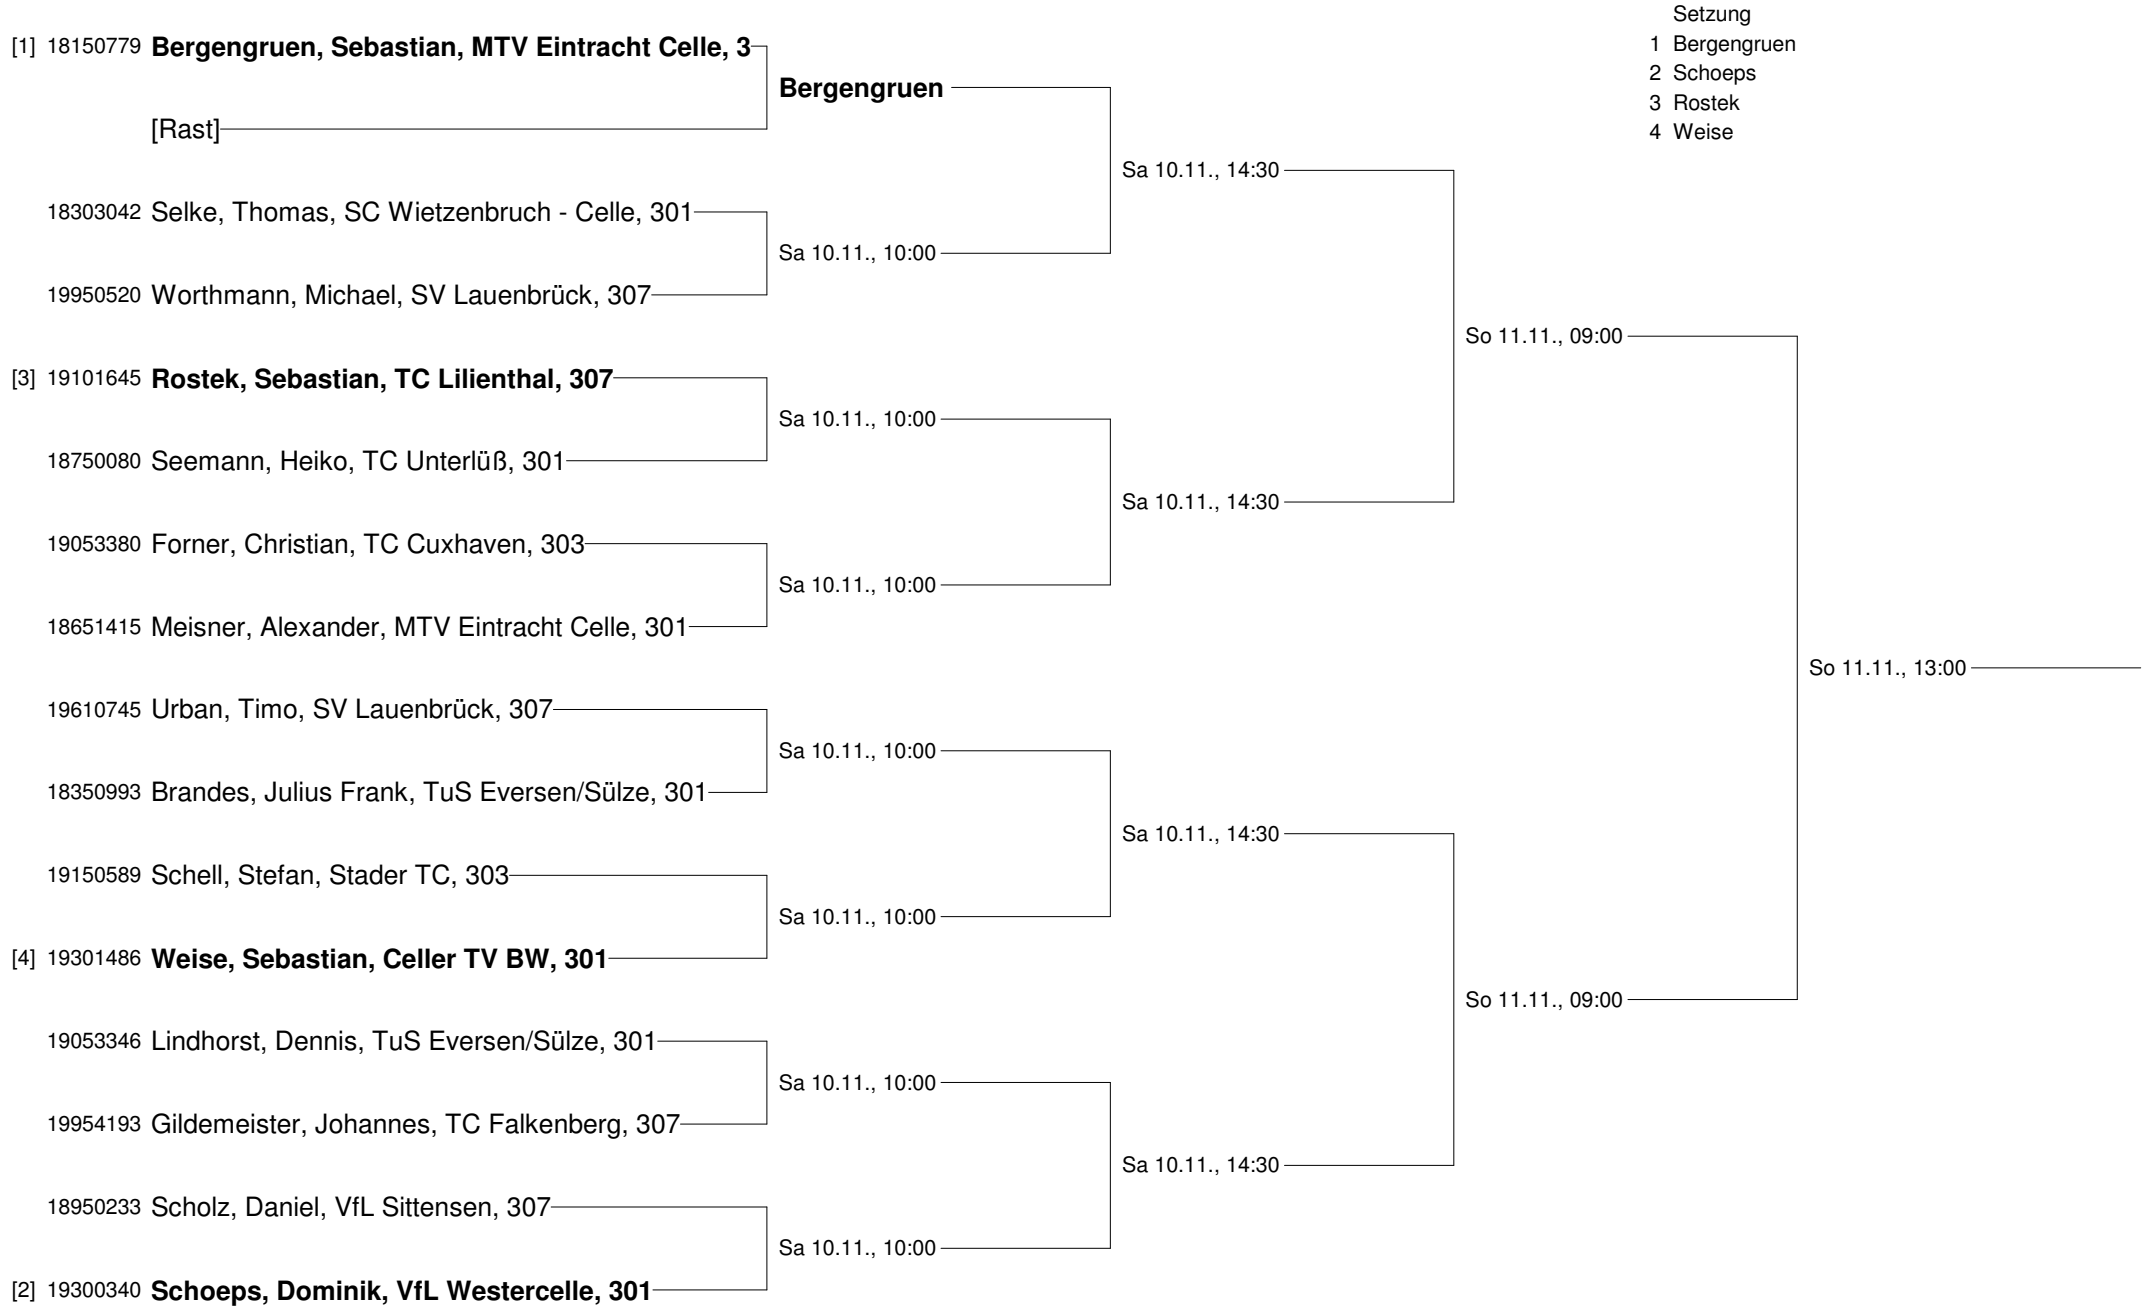 Setzung
1 Bergengruen
2 Schoeps
3 Rostek
4 Weise
[1] 18150779 Bergengruen, Sebastian, MTV Eintracht Celle, 3
Bergengruen
[Rast]
Sa 10.11., 14:30
18303042 Selke, Thomas, SC Wietzenbruch - Celle, 301
Sa 10.11., 10:00
19950520 Worthmann, Michael, SV Lauenbrück, 307
So 11.11., 09:00
[3] 19101645 Rostek, Sebastian, TC Lilienthal, 307
Sa 10.11., 10:00
18750080 Seemann, Heiko, TC Unterlüß, 301
Sa 10.11., 14:30
19053380 Forner, Christian, TC Cuxhaven, 303
Sa 10.11., 10:00
18651415 Meisner, Alexander, MTV Eintracht Celle, 301
So 11.11., 13:00
19610745 Urban, Timo, SV Lauenbrück, 307
Sa 10.11., 10:00
18350993 Brandes, Julius Frank, TuS Eversen/Sülze, 301
Sa 10.11., 14:30
19150589 Schell, Stefan, Stader TC, 303
Sa 10.11., 10:00
[4] 19301486 Weise, Sebastian, Celler TV BW, 301
So 11.11., 09:00
19053346 Lindhorst, Dennis, TuS Eversen/Sülze, 301
Sa 10.11., 10:00
19954193 Gildemeister, Johannes, TC Falkenberg, 307
Sa 10.11., 14:30
18950233 Scholz, Daniel, VfL Sittensen, 307
Sa 10.11., 10:00
[2] 19300340 Schoeps, Dominik, VfL Westercelle, 301